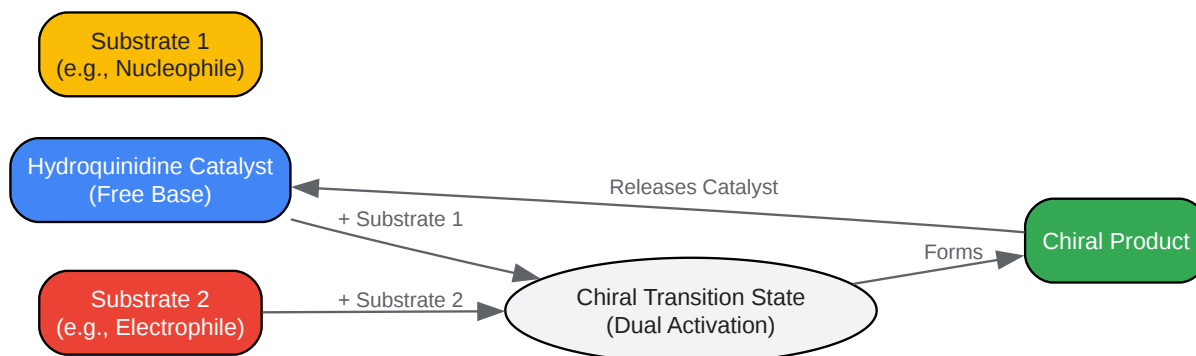 Substrate 1
(e.g., Nucleophile)
Hydroquinidine Catalyst
(Free Base)
Releases Catalyst
+ Substrate 1
Chiral Product
Forms
Substrate 2
(e.g., Electrophile)
+ Substrate 2
Chiral Transition State
(Dual Activation)